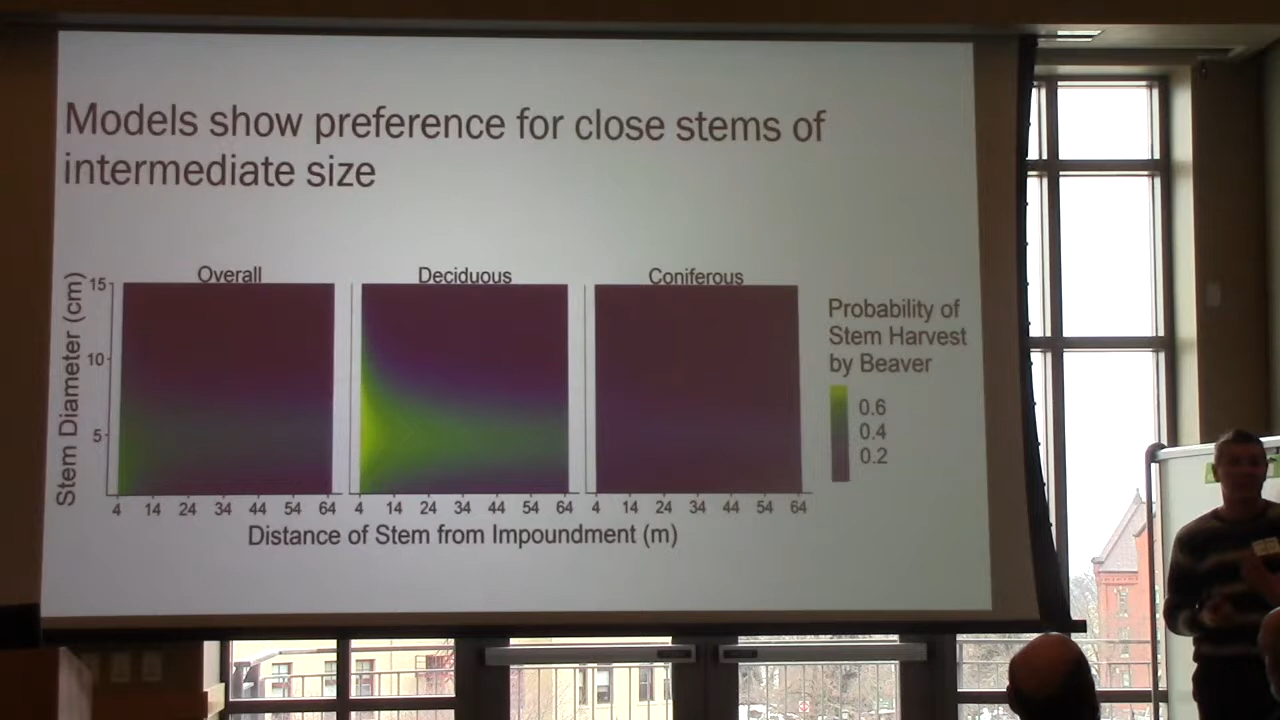 Models show preference for close stems of
intermediate size
Overall
Deciduous
Coniferous
Stem Diameter (cm)
15
10
5
4 14 24 34 44 54 64
4 14 24 34 44 54 64
4 14 24 34 44 54 64
Distance of Stem from Impoundment (m)
Probability of
Stem Harvest
by Beaver
0.6
0.4
0.2